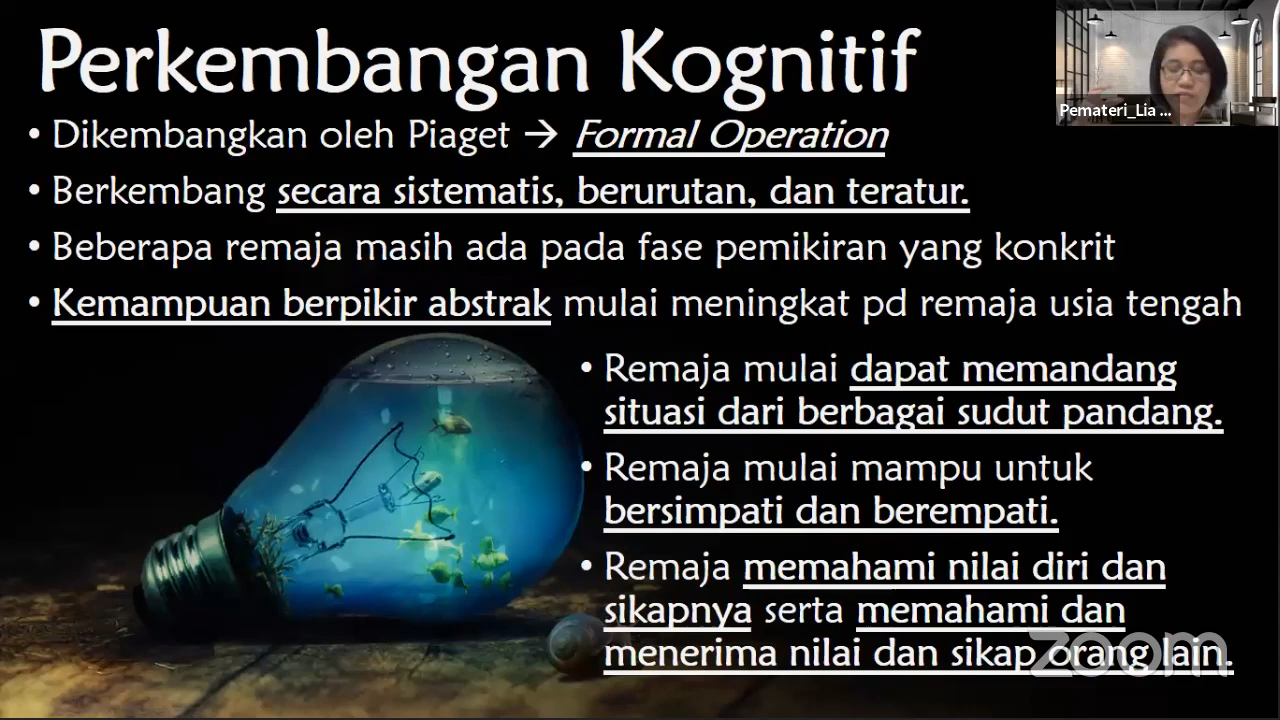 Perkembangan Kognitif
Pemateri_Lia ...
• Dikembangkan oleh Piaget → Formal Operation
• Berkembang secara sistematis, berurutan, dan teratur.
• Beberapa remaja masih ada pada fase pemikiran yang konkrit
• Kemampuan berpikir abstrak mulai meningkat pd remaja usia tengah
• Remaja mulai dapat memandang
situasi dari berbagai sudut pandang.
• Remaja mulai mampu untuk
bersimpati dan berempati.
• Remaja memahami nilai diri dan
sikapnya serta memahami dan
menerima nilai dan sikap orang lain.
zoom